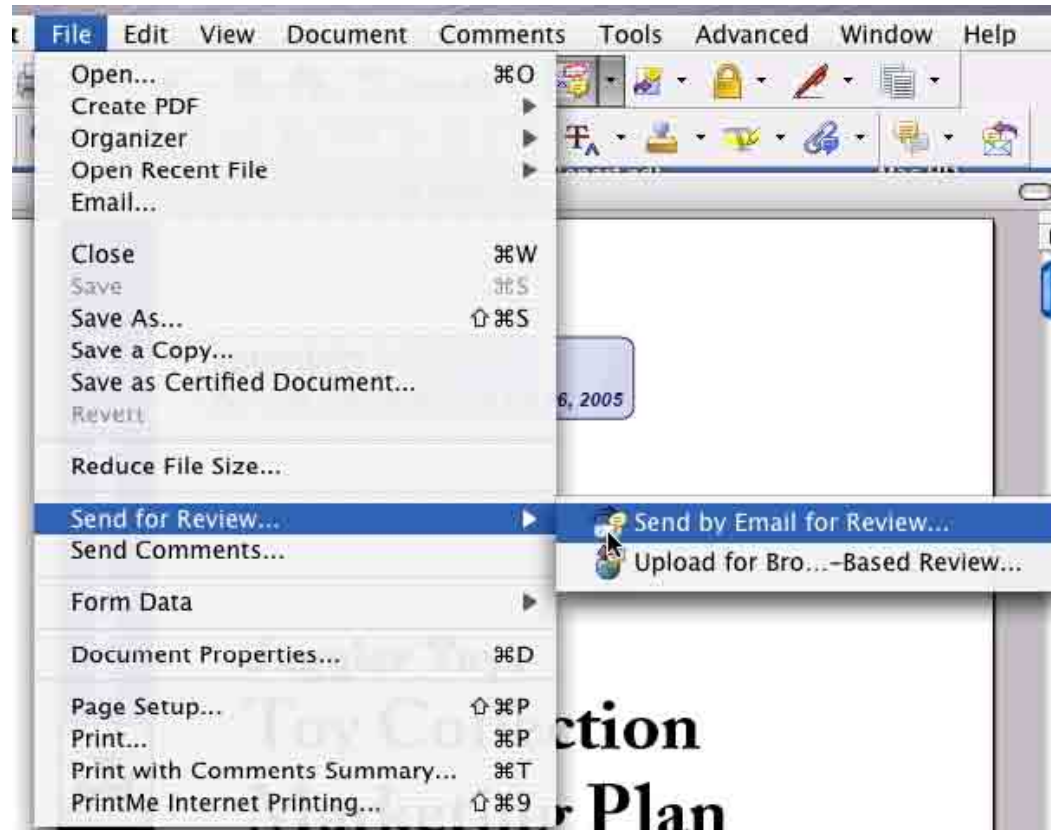 File Edit View Document Comments Tools Advanced Window Help
Open... ⌘O
Create PDF
Organizer
Open Recent File
Email...
Close ⌘W
Save ⌘S
Save As... ⇧⌘S
Save a Copy...
Save as Certified Document...
Revert
6, 2005
Reduce File Size...
Send for Review...
Send by Email for Review...
Send Comments...
Upload for Bro...-Based Review...
Form Data
Document Properties... ⌘D
Page Setup... ⇧⌘P
Print... ⌘P
Print with Comments Summary... ⌘T
PrintMe Internet Printing... ⇧⌘9
Toy Collection
Marketing Plan